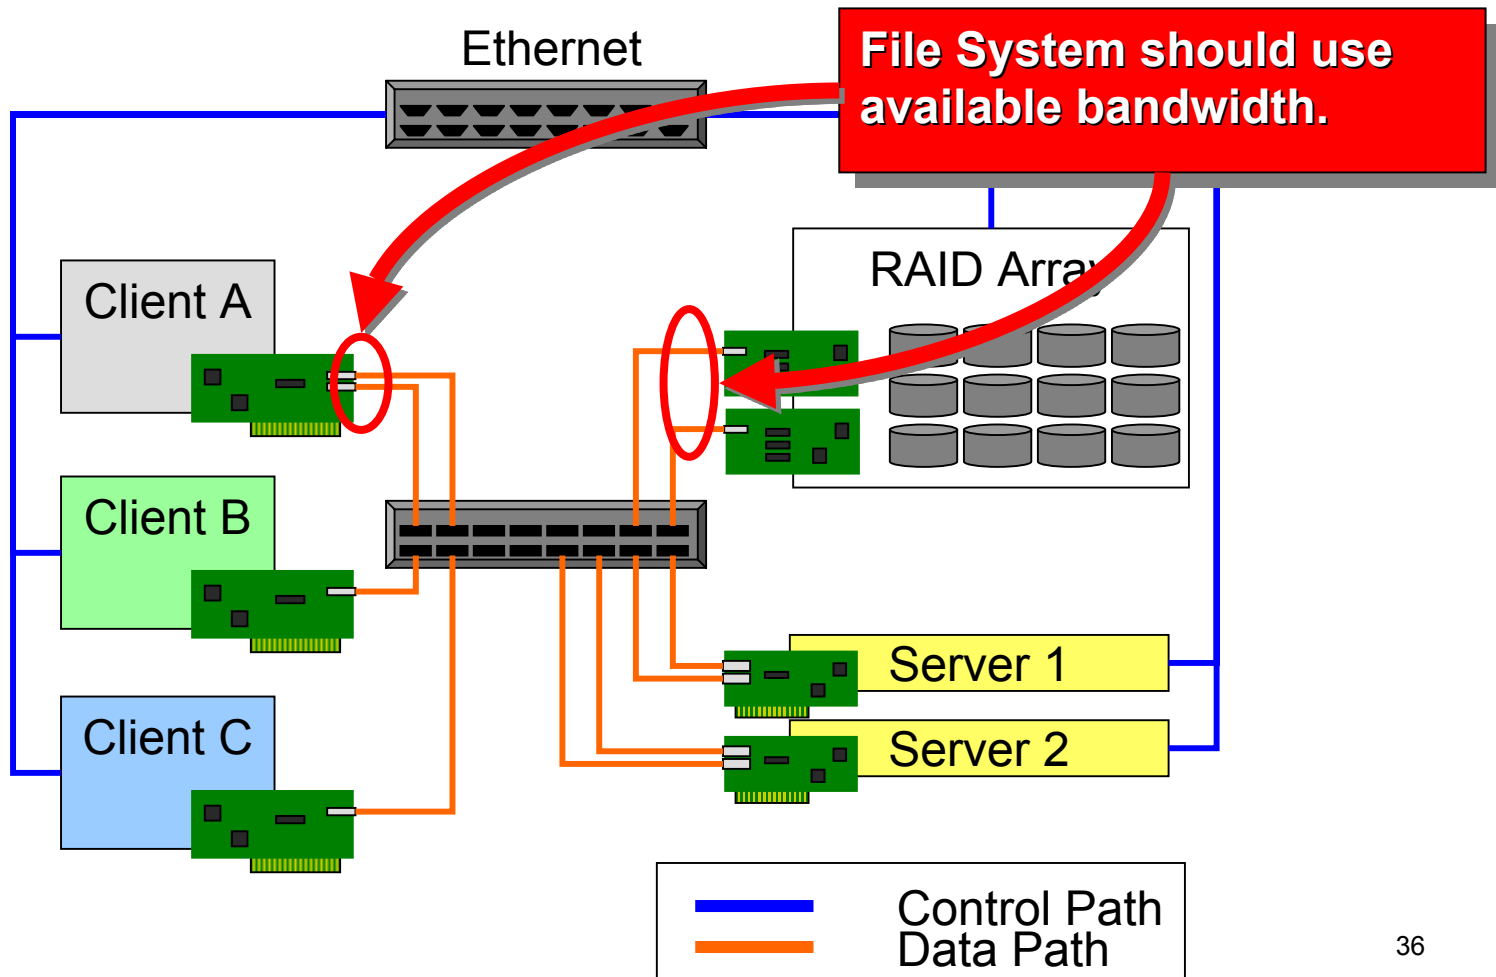 Ethernet
File System should use
available bandwidth.
RAID Array
Client A
Client B
Client C
Server 1
Server 2
Control Path
Data Path
36